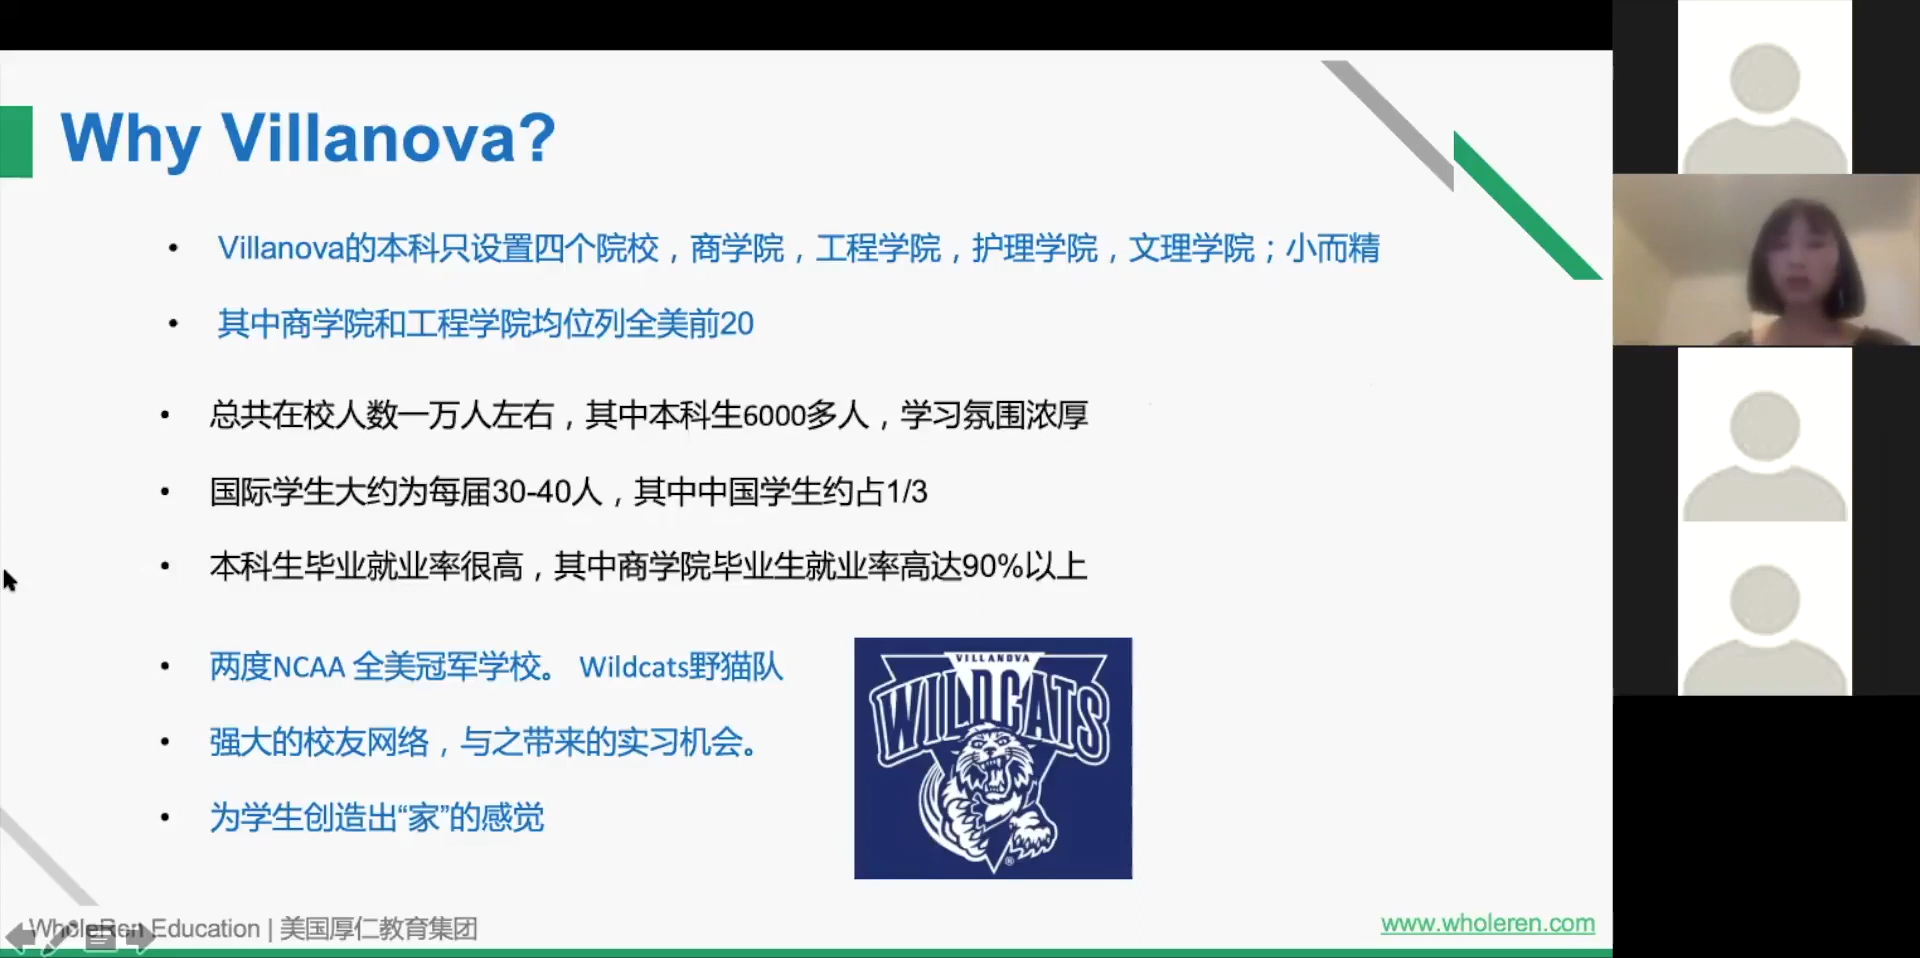 Why Villanova?
Villanova的本科只设置四个院校，商学院，工程学院，护理学院，文理学院；小而精
其中商学院和工程学院均位列全美前20
总共在校人数一万人左右，其中本科生6000多人，学习氛围浓厚
国际学生大约为每届30-40人，其中中国学生约占1/3
本科生毕业就业率很高，其中商学院毕业生就业率高达90%以上
两度NCAA 全美冠军学校。 Wildcats野猫队
强大的校友网络，与之带来的实习机会。
为学生创造出“家”的感觉
VILLANOVA
WILDCATS
®
WholeRen Education | 美国厚仁教育集团
www.wholeren.com